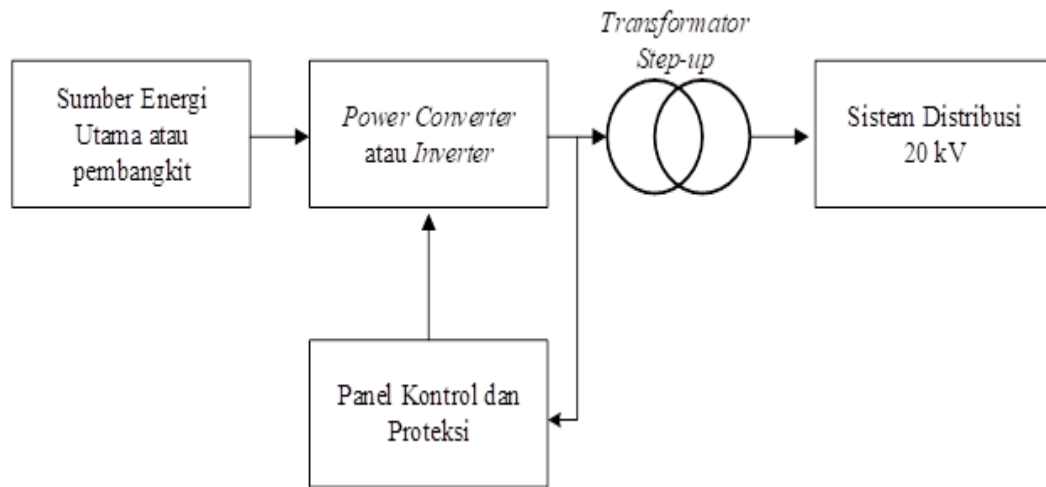 Transformator
Step-up
Sumber Energi
Utama atau
pembangkit
Power Converter
atau Inverter
Sistem Distribusi
20 kV
Panel Kontrol dan
Proteksi